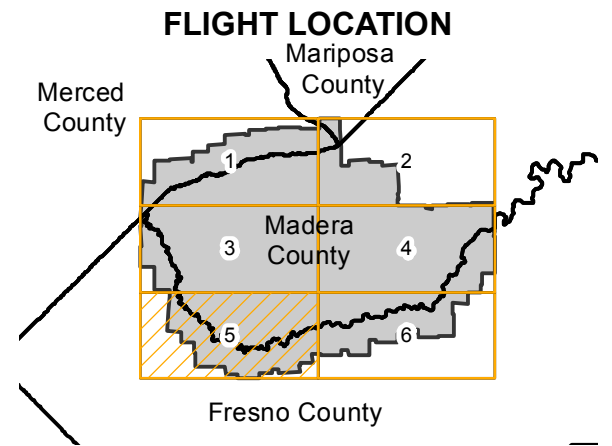 FLIGHT LOCATION
Mariposa
County
Merced
County
1
2
Madera
County
3
4
5
6
Fresno County